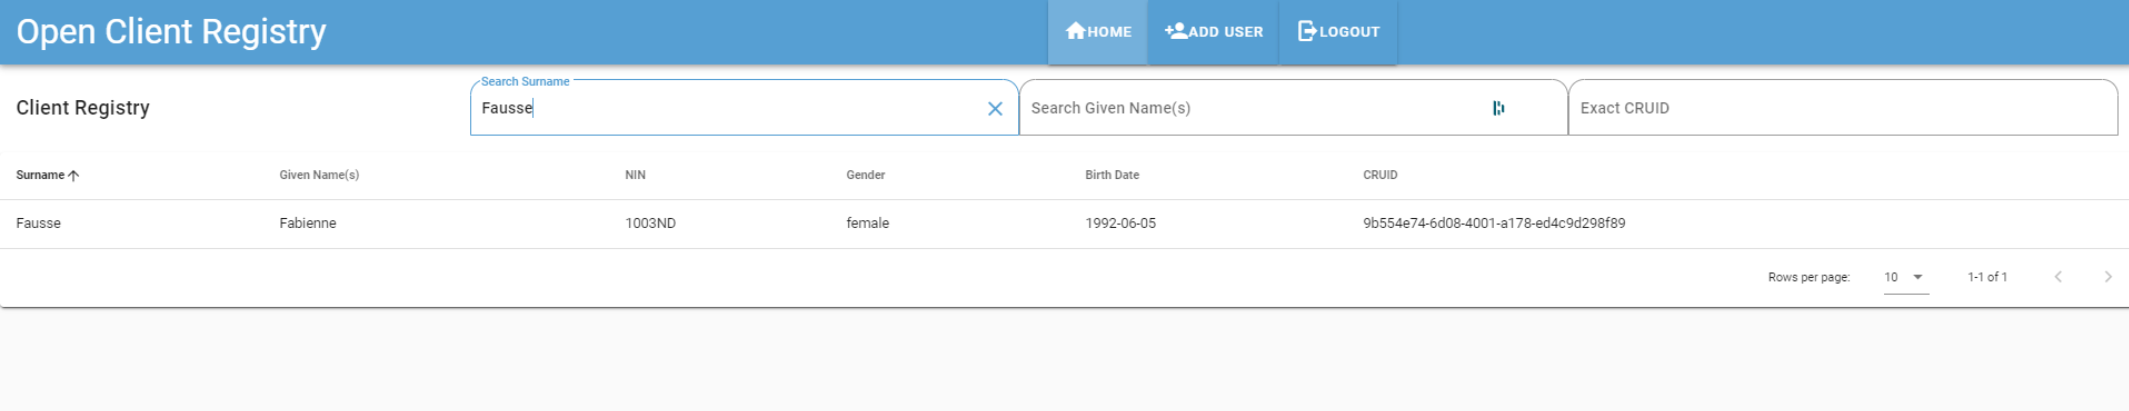 Open Client Registry
HOME ADD USER LOGOUT
Client Registry
Search Surname
Fausse
Search Given Name(s)
Exact CRUID
Surname Given Name(s) NIN Gender Birth Date CRUID
Fausse Fabienne 1003ND female 1992-06-05 9b554e74-6d08-4001-a178-ed4c9d298f89
Rows per page: 10 1-1 of 1